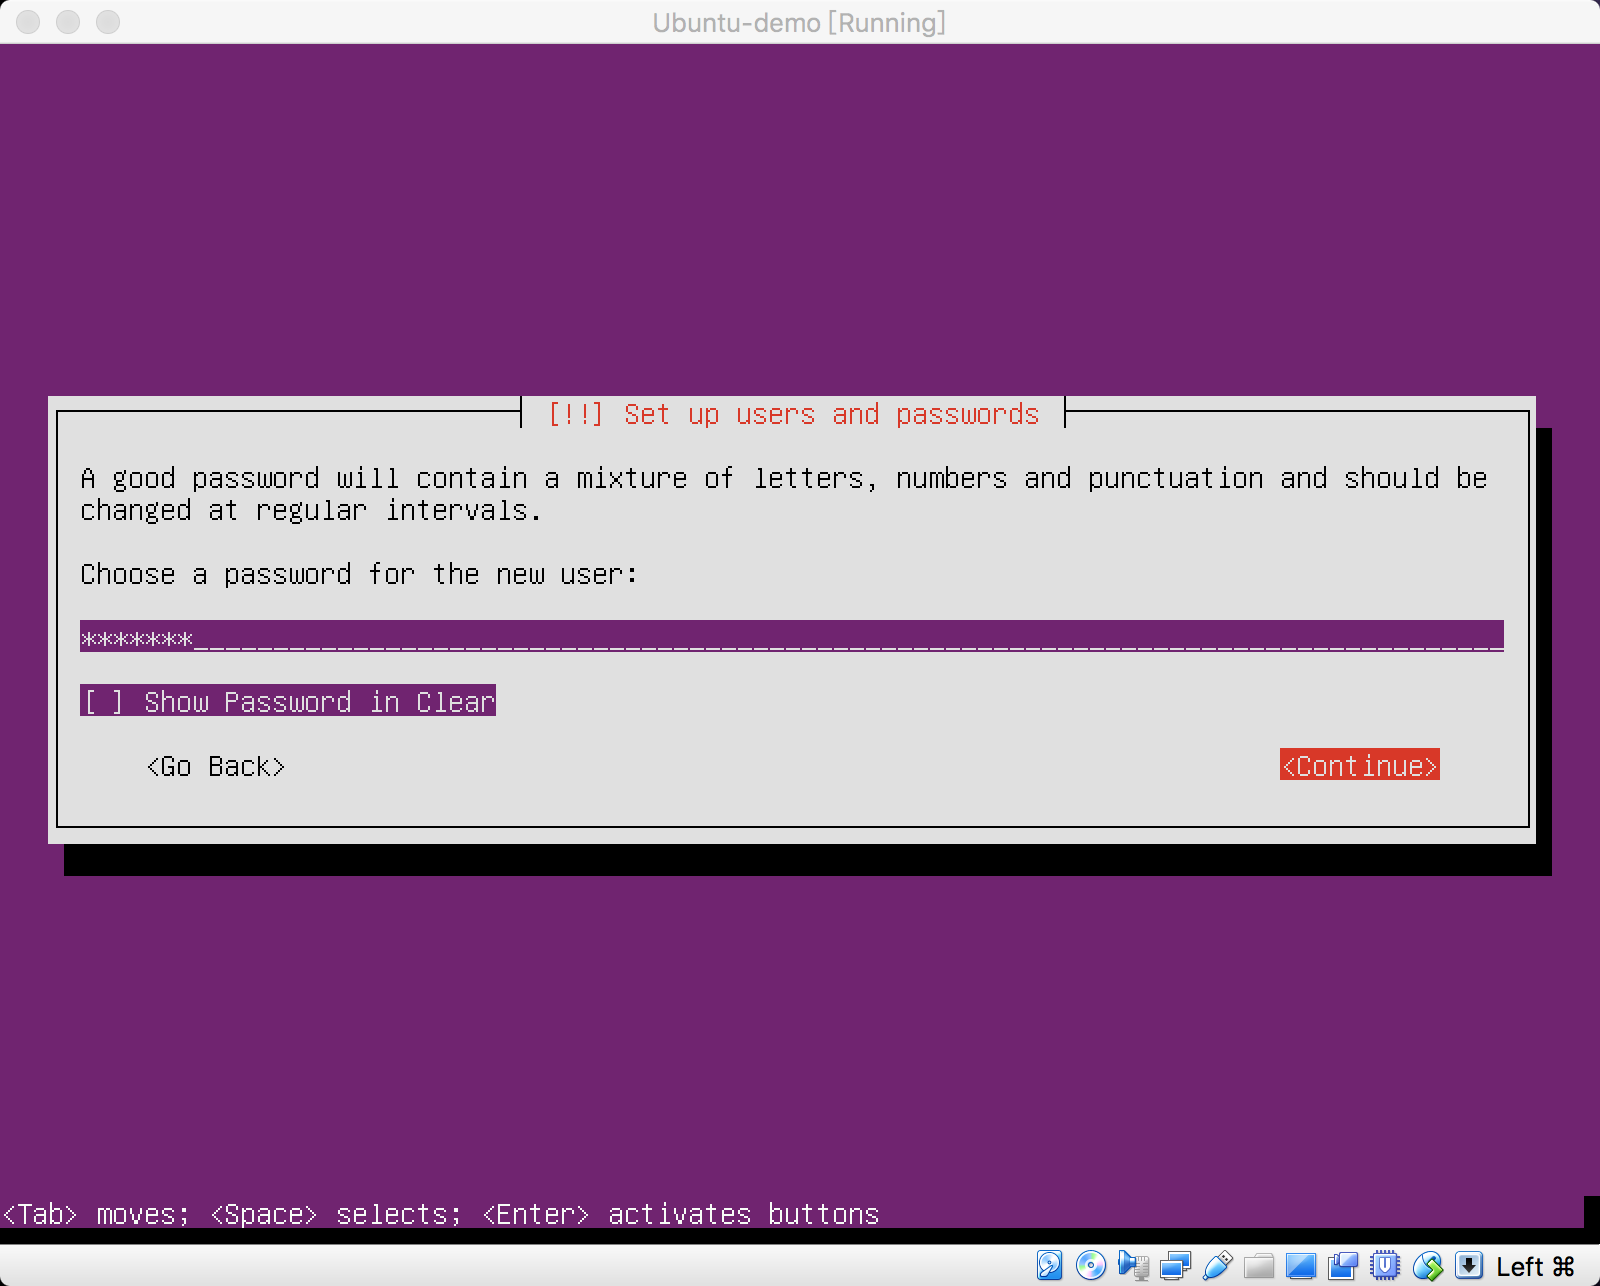 Ubuntu-demo [Running]
[!!] Set up users and passwords
A good password will contain a mixture of letters, numbers and punctuation and should be
changed at regular intervals.
Choose a password for the new user:
*******
[ ] Show Password in Clear
<Go Back>
<Continue>
<Tab> moves; <Space> selects; <Enter> activates buttons
Left ⌘